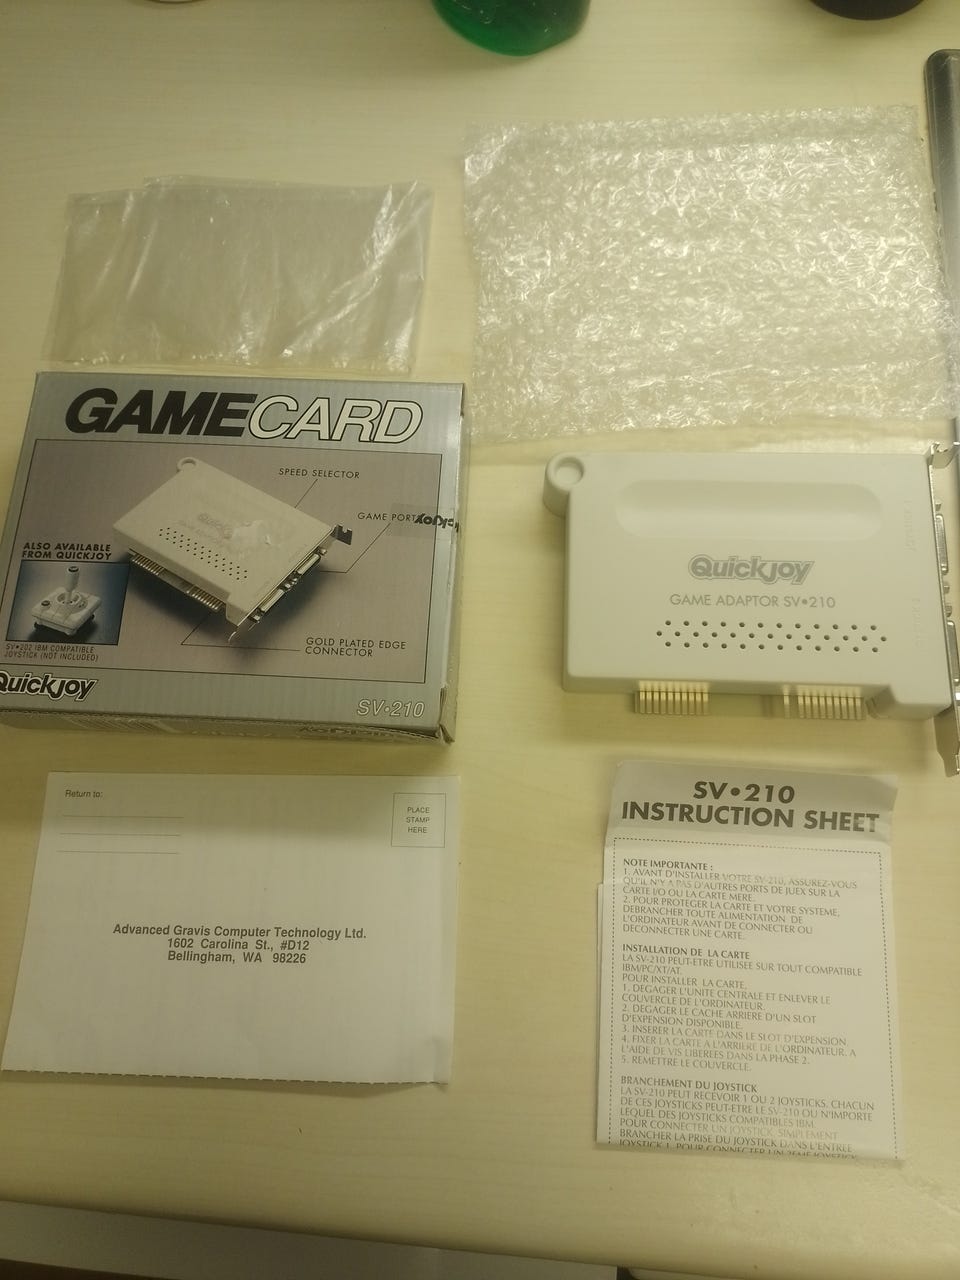 GAMECARD
SPEED SELECTOR
GAME PORT
Quickjoy
ALSO AVAILABLE
FROM QUICKJOY
SV•202 IBM COMPATIBLE
JOYSTICK (NOT INCLUDED)
GOLD PLATED EDGE
CONNECTOR
Quickjoy
SV•210
Quickjoy
GAME ADAPTOR SV•210
Return to:
PLACE
STAMP
HERE
Advanced Gravis Computer Technology Ltd.
1602 Carolina St., #D12
Bellingham, WA 98226
SV•210
INSTRUCTION SHEET
NOTE IMPORTANTE :
1. AVANT D'INSTALLER VOTRE SV-210, ASSUREZ-VOUS
QU'IL N'Y A PAS D'AUTRES PORTS DE JUEX SUR LA
CARTE I/O OU LA CARTE MERE.
2. POUR PROTEGER LA CARTE ET VOTRE SYSTEME,
DEBRANCHER TOUTE ALIMENTATION DE
L'ORDINATEUR AVANT DE CONNECTER OU
DECONNECTER UNE CARTE.
INSTALLATION DE LA CARTE
LA SV-210 PEUT-ETRE UTILISEE SUR TOUT COMPATIBLE
IBM/PC/XT/AT.
POUR INSTALLER LA CARTE,
1. DEGAGER L'UNITE CENTRALE ET ENLEVER LE
COUVERCLE DE L'ORDINATEUR.
2. DEGAGER LE CACHE ARRIERE D'UN SLOT
D'EXPENSION DISPONIBLE.
3. INSERER LA CARTE DANS LE SLOT D'EXPENSION
4. FIXER LA CARTE A L'ARRIERE DE L'ORDINATEUR, A
L'AIDE DE VIS LIBEREES DANS LA PHASE 2.
5. REMETTRE LE COUVERCLE.
BRANCHEMENT DU JOYSTICK
LA SV-210 PEUT RECEVOIR 1 OU 2 JOYSTICKS. CHACUN
DE CES JOYSTICKS PEUT-ETRE LE SV-210 OU N'IMPORTE
LEQUEL DES JOYSTICKS COMPATIBLES IBM.
POUR CONNECTER UN JOYSTICK, SIMPLEMENT
BRANCHER LA PRISE DU JOYSTICK DANS L'ENTREE
JOYSTICK 1. POUR CONNECTER UN 2EME JOYSTICK